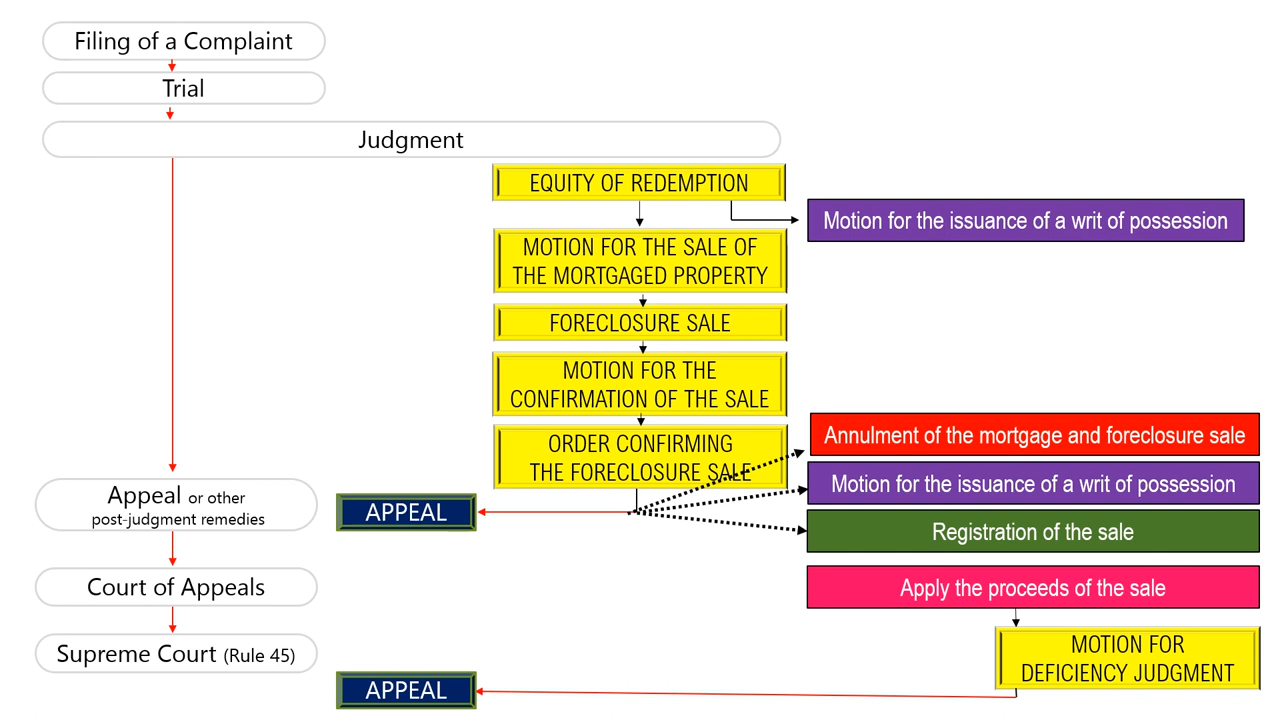 Filing of a Complaint
Trial
Judgment
EQUITY OF REDEMPTION
Motion for the issuance of a writ of possession
MOTION FOR THE SALE OF
THE MORTGAGED PROPERTY
FORECLOSURE SALE
MOTION FOR THE
CONFIRMATION OF THE SALE
ORDER CONFIRMING
THE FORECLOSURE SALE
Annulment of the mortgage and foreclosure sale
Motion for the issuance of a writ of possession
Registration of the sale
Appeal or other
post-judgment remedies
APPEAL
Court of Appeals
Apply the proceeds of the sale
Supreme Court (Rule 45)
MOTION FOR
DEFICIENCY JUDGMENT
APPEAL